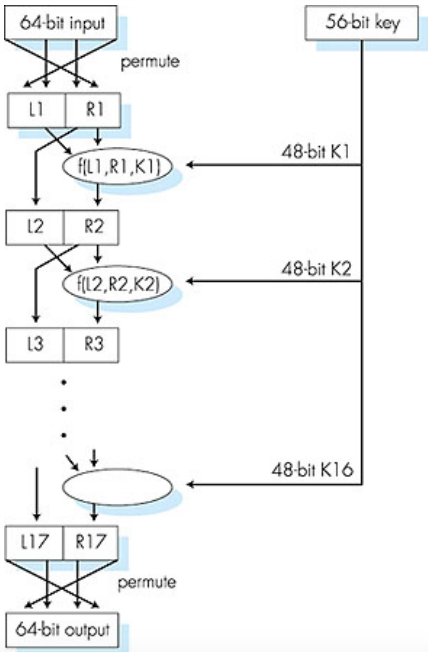 64-bit input
56-bit key
permute
L1 R1
48-bit K1
f(L1,R1,K1)
L2 R2
48-bit K2
f(L2,R2,K2)
L3 R3
48-bit K16
L17 R17
permute
64-bit output